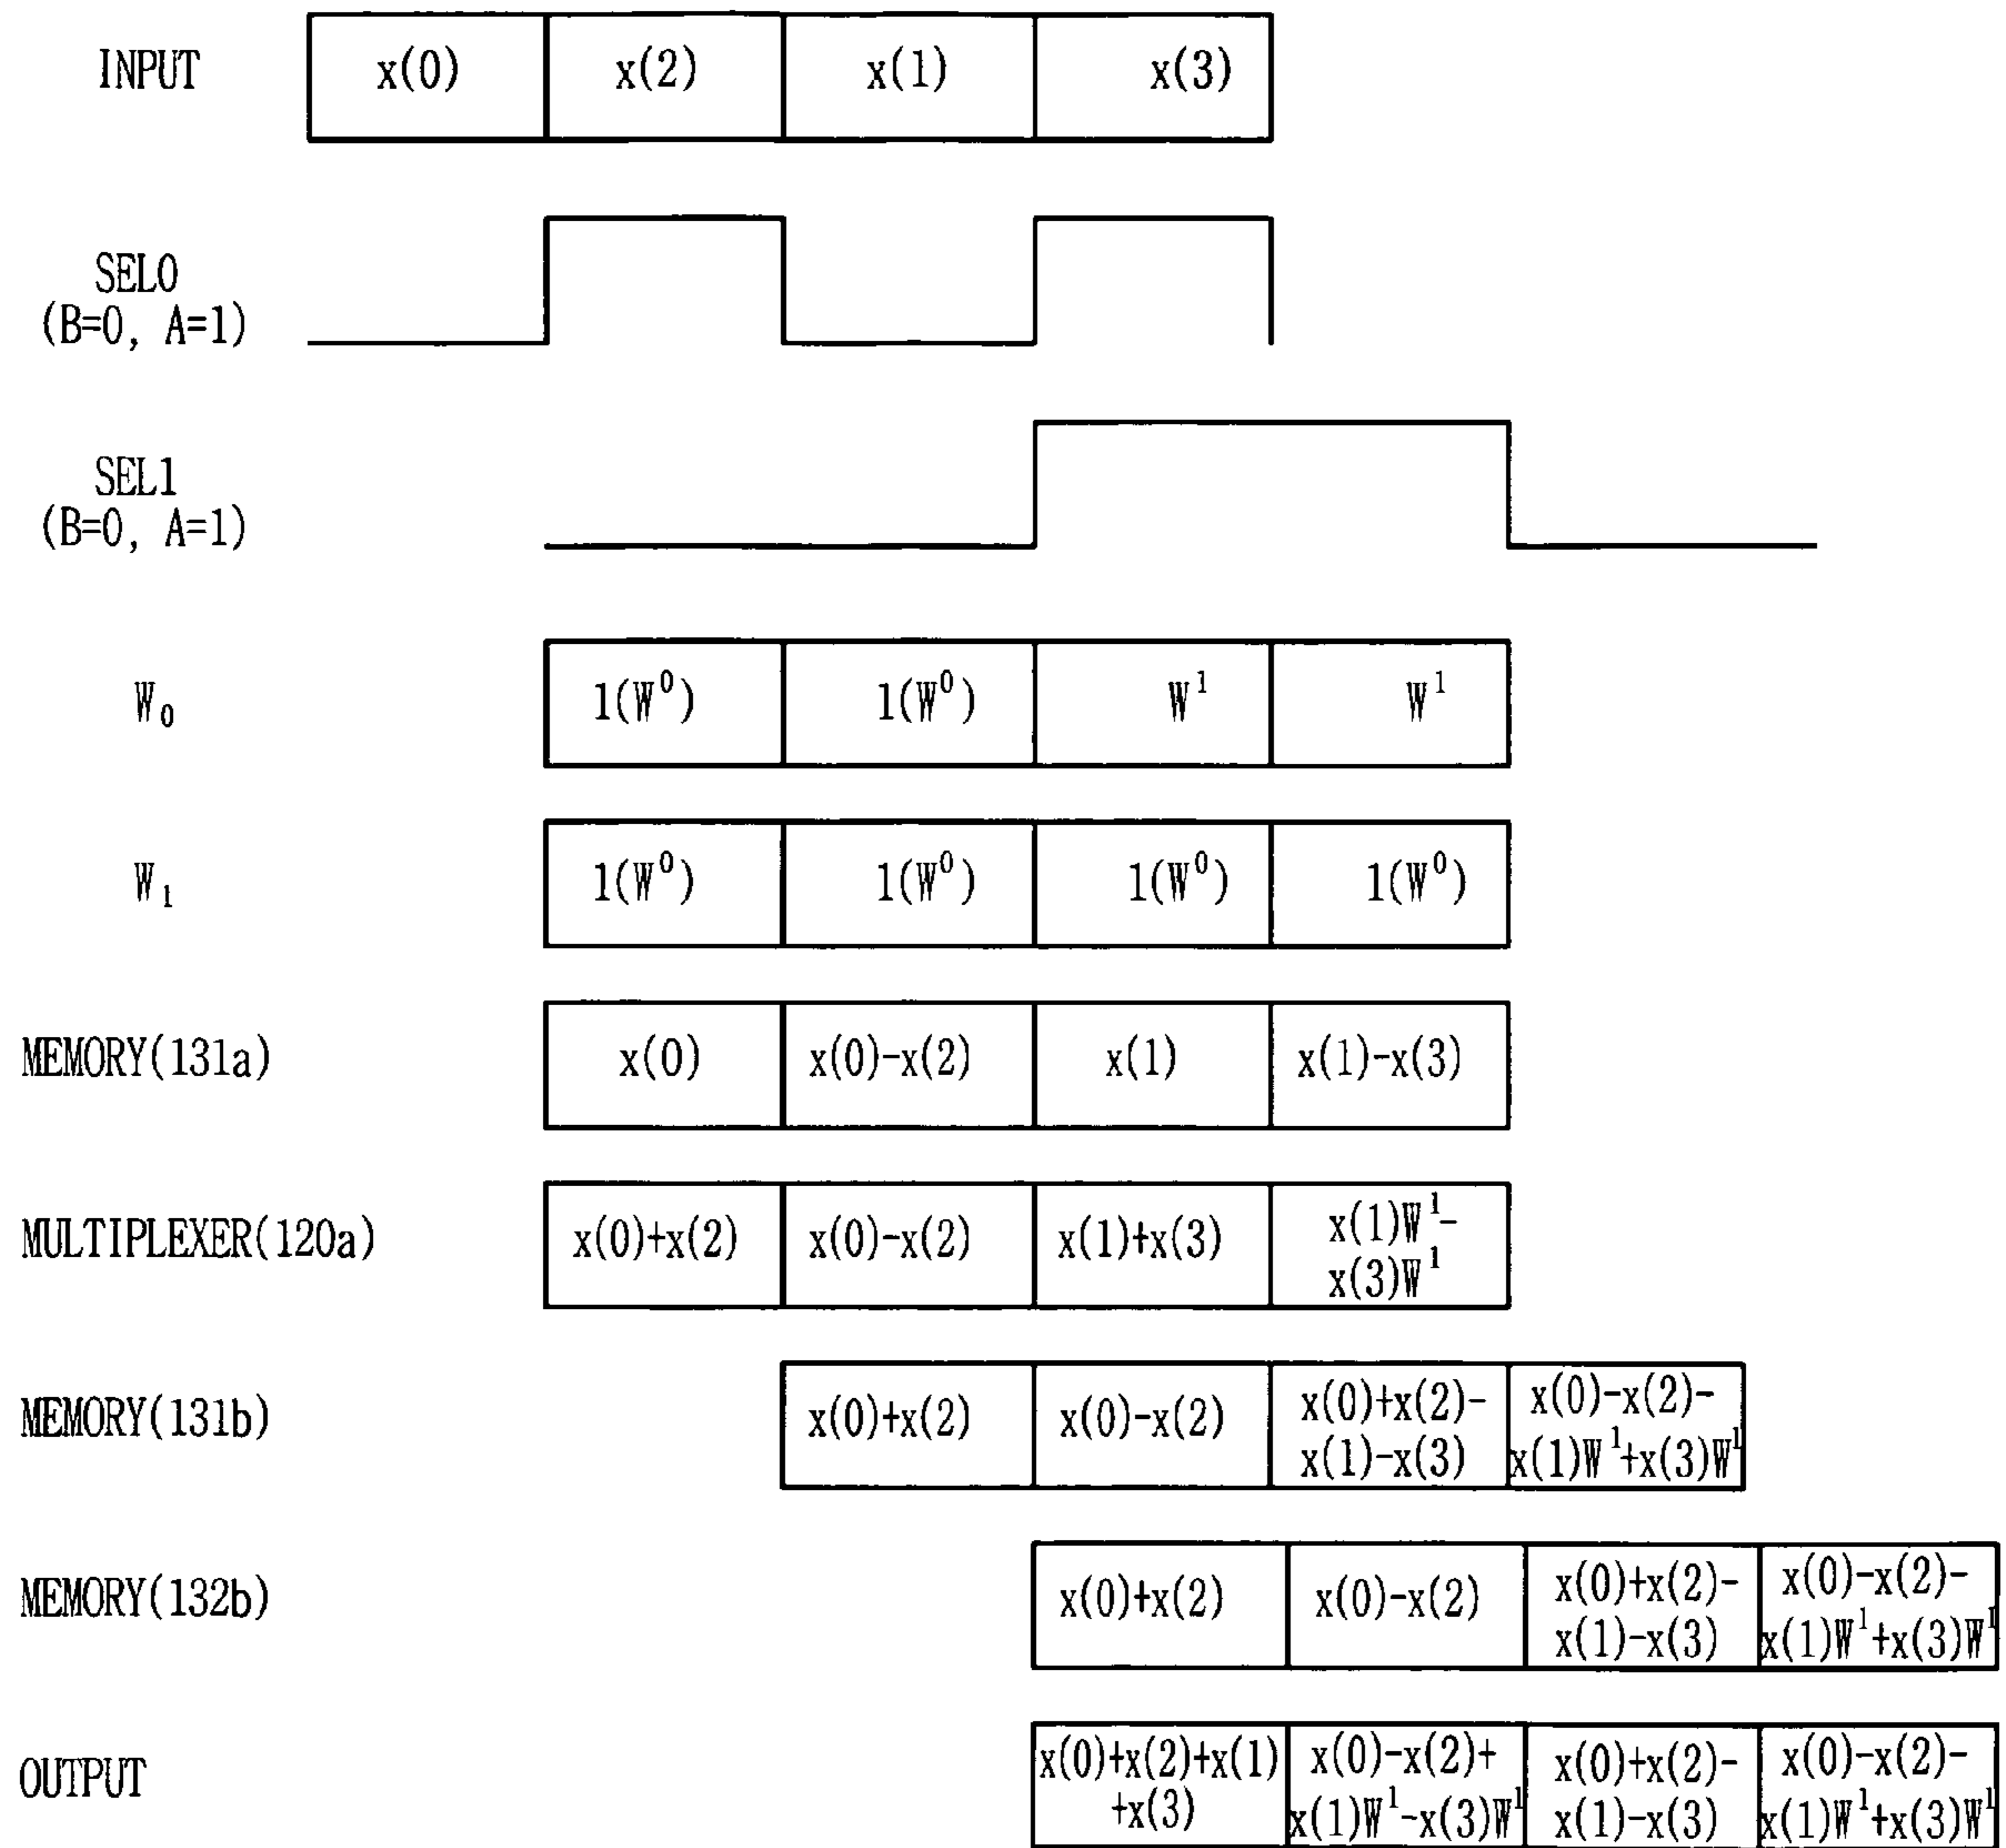 INPUT x(0) x(2) x(1) x(3)
SEL0
(B=0, A=1)
SEL1
(B=0, A=1)
W₀ 1(W⁰) 1(W⁰) W¹ W¹
W₁ 1(W⁰) 1(W⁰) 1(W⁰) 1(W⁰)
MEMORY(131a) x(0) x(0)-x(2) x(1) x(1)-x(3)
MULTIPLEXER(120a) x(0)+x(2) x(0)-x(2) x(1)+x(3) x(1)W¹-
x(3)W¹
MEMORY(131b) x(0)+x(2) x(0)-x(2) x(0)+x(2)- x(0)-x(2)-
x(1)-x(3) x(1)W¹+x(3)W¹
MEMORY(132b) x(0)+x(2) x(0)-x(2) x(0)+x(2)- x(0)-x(2)-
x(1)-x(3) x(1)W¹+x(3)W¹
OUTPUT x(0)+x(2)+x(1) x(0)-x(2)+ x(0)+x(2)- x(0)-x(2)-
+x(3) x(1)W¹-x(3)W¹ x(1)-x(3) x(1)W¹+x(3)W¹